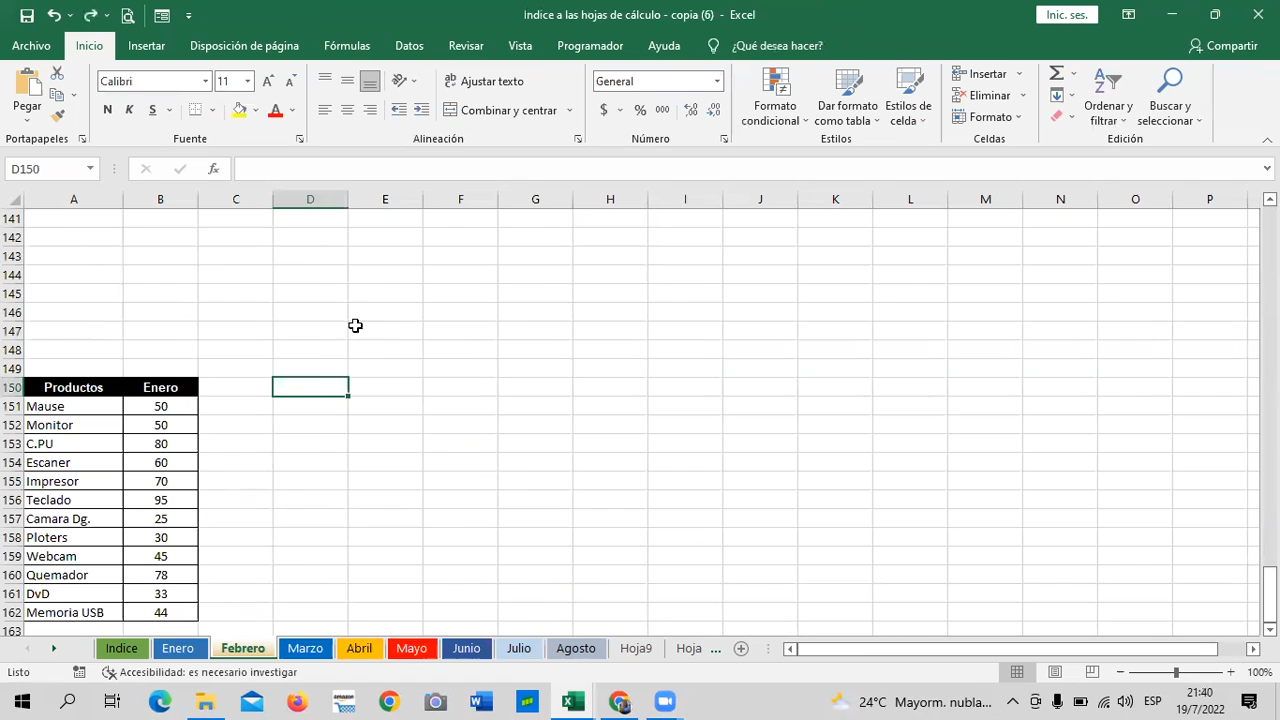 Indice a las hojas de cálculo - copia (6) - Excel
Inic. ses.
Archivo Inicio Insertar Disposición de página Fórmulas Datos Revisar Vista Programador Ayuda ¿Qué desea hacer? Compartir
Pegar
Calibri 11
N K S
Ajustar texto
Combinar y centrar
General
$ % 000
Formato condicional
Dar formato como tabla
Estilos de celda
Insertar
Eliminar
Formato
Ordenar y filtrar
Buscar y seleccionar
Portapapeles Fuente Alineación Número Estilos Celdas Edición
D150 fx
A B C D E F G H I J K L M N O P
141
142
143
144
145
146
147
148
149
150 Productos Enero
151 Mause 50
152 Monitor 50
153 C.PU 80
154 Escaner 60
155 Impresor 70
156 Teclado 95
157 Camara Dg. 25
158 Ploters 30
159 Webcam 45
160 Quemador 78
161 DvD 33
162 Memoria USB 44
163
Indice Enero Febrero Marzo Abril Mayo Junio Julio Agosto Hoja9 Hoja ...
Listo Accesibilidad: es necesario investigar 100%
24°C Mayorm. nubla... ESP 21:40
19/7/2022